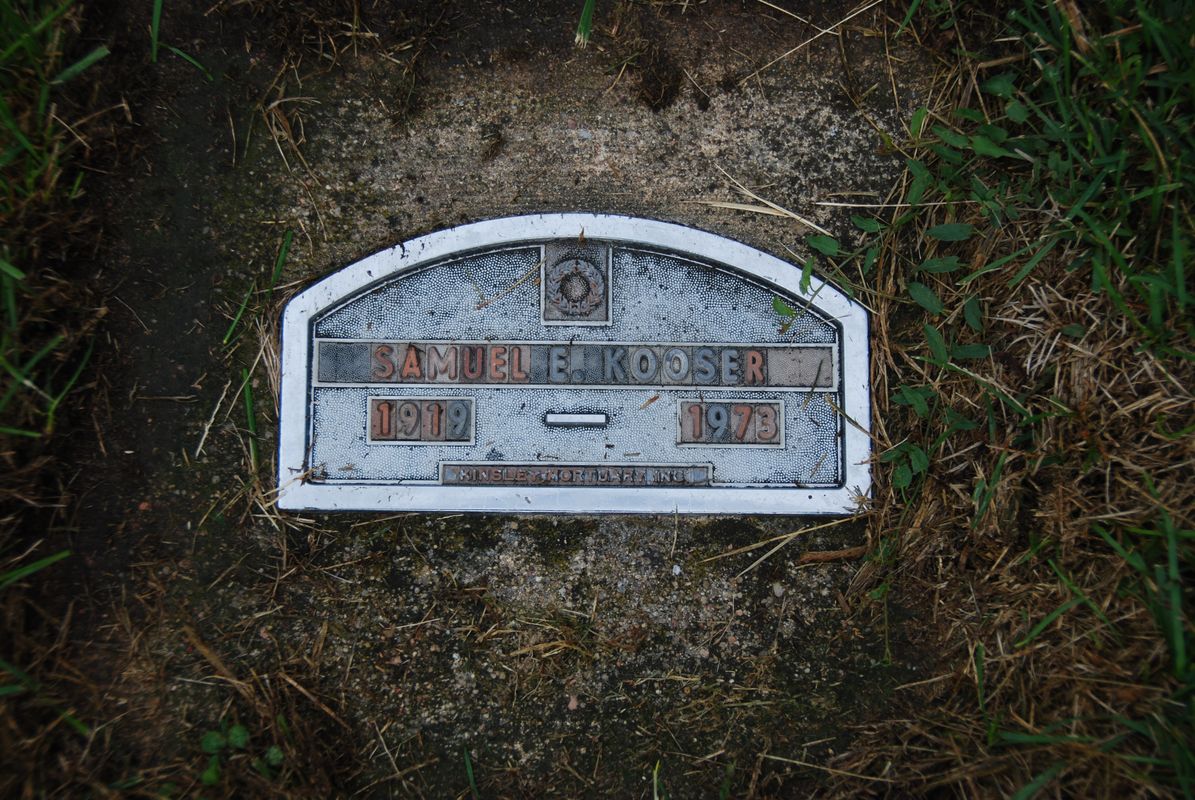 SAMUEL E. KOOSER
1919 — 1973
KINSLEY MORTUARY INC